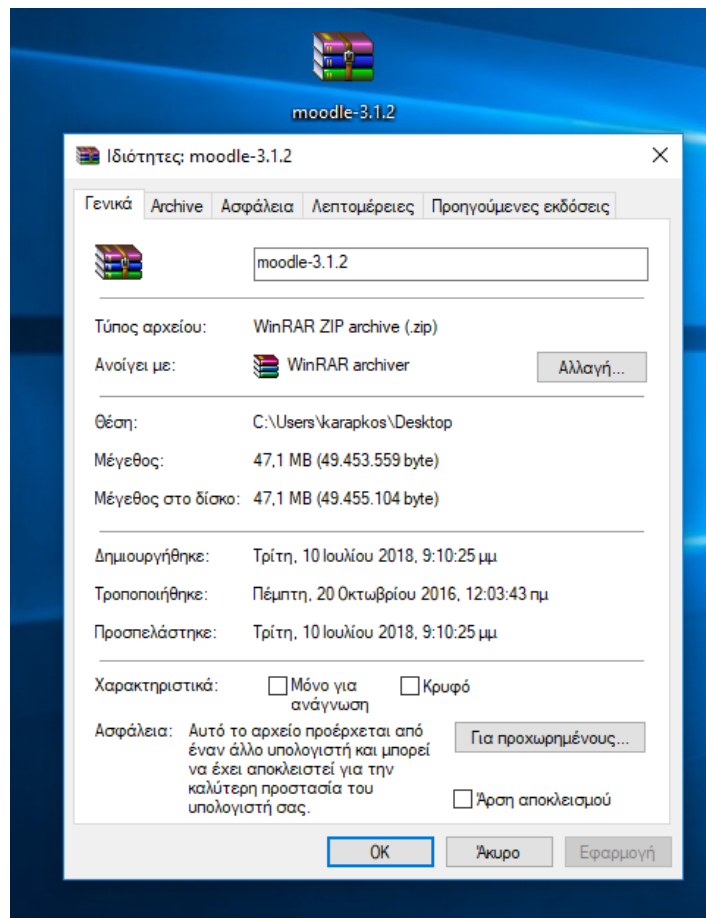 moodle-3.1.2
Ιδιότητες: moodle-3.1.2
Γενικά Archive Ασφάλεια Λεπτομέρειες Προηγούμενες εκδόσεις
moodle-3.1.2
Τύπος αρχείου: WinRAR ZIP archive (.zip)
Ανοίγει με: WinRAR archiver Αλλαγή...
Θέση: C:\Users\karapkos\Desktop
Μέγεθος: 47,1 MB (49.453.559 byte)
Μέγεθος στο δίσκο: 47,1 MB (49.455.104 byte)
Δημιουργήθηκε: Τρίτη, 10 Ιουλίου 2018, 9:10:25 μμ
Τροποποιήθηκε: Πέμπτη, 20 Οκτωβρίου 2016, 12:03:43 πμ
Προσπελάστηκε: Τρίτη, 10 Ιουλίου 2018, 9:10:25 μμ
Χαρακτηριστικά: Μόνο για Κρυφό
ανάγνωση
Ασφάλεια: Αυτό το αρχείο προέρχεται από
έναν άλλο υπολογιστή και μπορεί
να έχει αποκλειστεί για την
καλύτερη προστασία του
υπολογιστή σας.
Για προχωρημένους...
Άρση αποκλεισμού
OK Άκυρο Εφαρμογή